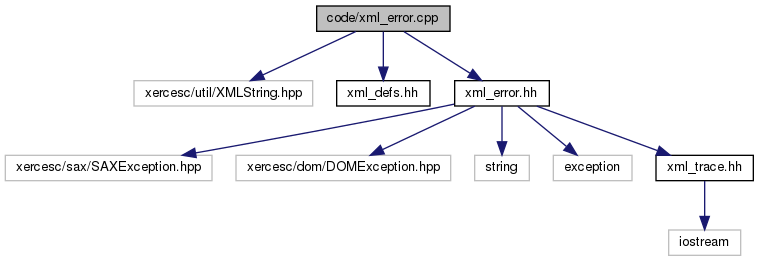 code/xml_error.cpp
xercesc/util/XMLString.hpp
xml_defs.hh
xml_error.hh
xercesc/sax/SAXException.hpp
xercesc/dom/DOMException.hpp
string
exception
xml_trace.hh
iostream